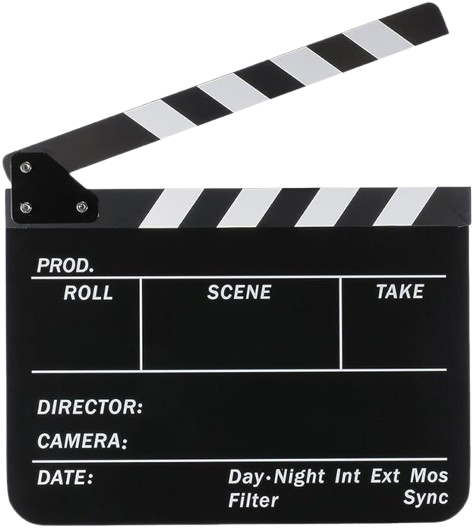 PROD.
ROLL SCENE TAKE
DIRECTOR:
CAMERA:
DATE: Day•Night Int Ext Mos
Filter Sync